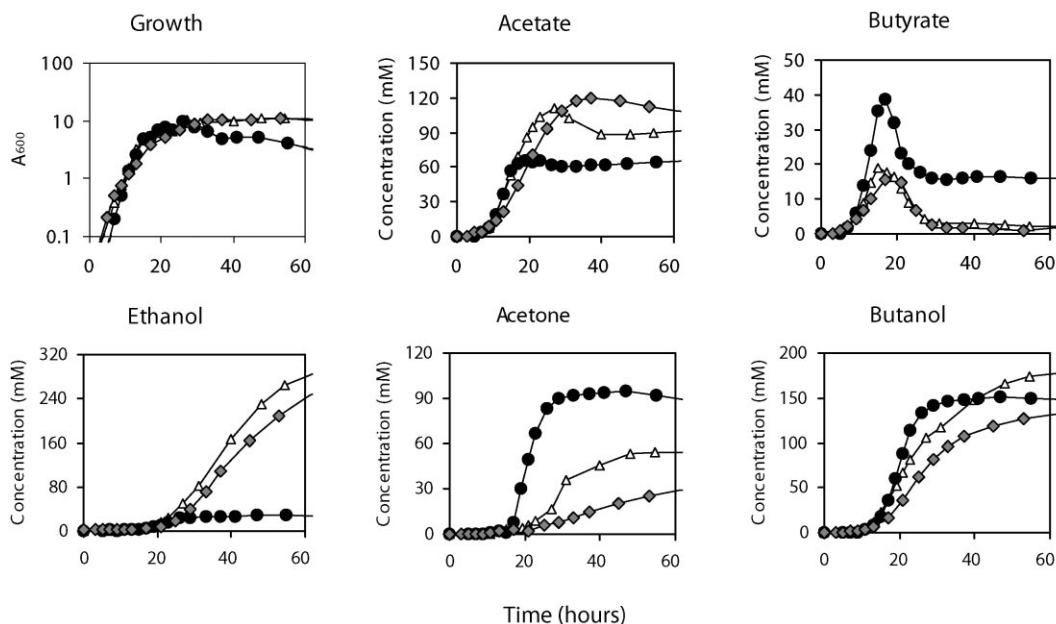 Growth
A600
100
10
1
0.1
0 20 40 60
Acetate
Concentration (mM)
150
120
90
60
30
0
0 20 40 60
Butyrate
Concentration (mM)
50
40
30
20
10
0
0 20 40 60
Ethanol
Concentration (mM)
320
240
160
80
0
0 20 40 60
Acetone
Concentration (mM)
120
90
60
30
0
0 20 40 60
Butanol
Concentration (mM)
200
150
100
50
0
0 20 40 60
Time (hours)